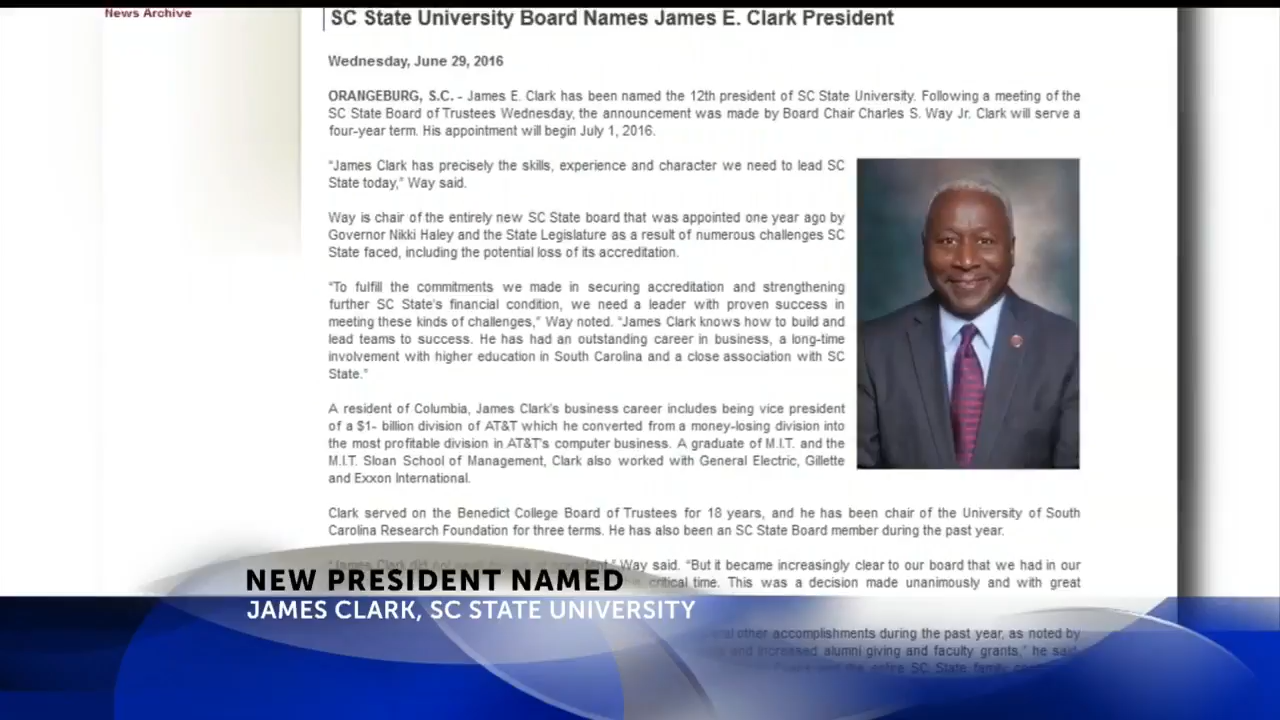 News Archive
SC State University Board Names James E. Clark President
Wednesday, June 29, 2016
ORANGEBURG, S.C. - James E. Clark has been named the 12th president of SC State University. Following a meeting of the
SC State Board of Trustees Wednesday, the announcement was made by Board Chair Charles S. Way Jr. Clark will serve a
four-year term. His appointment will begin July 1, 2016.
“James Clark has precisely the skills, experience and character we need to lead SC
State today,” Way said.
Way is chair of the entirely new SC State board that was appointed one year ago by
Governor Nikki Haley and the State Legislature as a result of numerous challenges SC
State faced, including the potential loss of its accreditation.
“To fulfill the commitments we made in securing accreditation and strengthening
further SC State's financial condition, we need a leader with proven success in
meeting these kinds of challenges,” Way noted. “James Clark knows how to build and
lead teams to success. He has had an outstanding career in business, a long-time
involvement with higher education in South Carolina and a close association with SC
State.”
A resident of Columbia, James Clark's business career includes being vice president
of a $1- billion division of AT&T which he converted from a money-losing division into
the most profitable division in AT&T's computer business. A graduate of M.I.T. and the
M.I.T. Sloan School of Management, Clark also worked with General Electric, Gillette
and Exxon International.
Clark served on the Benedict College Board of Trustees for 18 years, and he has been chair of the University of South
Carolina Research Foundation for three terms. He has also been an SC State Board member during the past year.
“James Clark did Way said. “But it became increasingly clear to our board that we had in our
critical time. This was a decision made unanimously and with great
NEW PRESIDENT NAMED
JAMES CLARK, SC STATE UNIVERSITY
other accomplishments during the past year, as noted by
and increased alumni giving and faculty grants,” he said.
and the entire SC State family